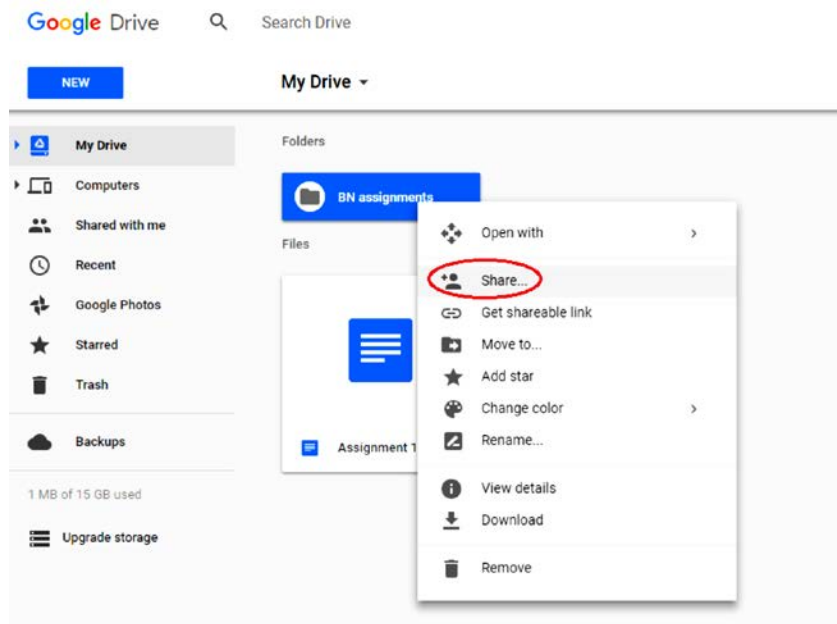 Google Drive
Search Drive
NEW
My Drive
My Drive
Computers
Shared with me
Recent
Google Photos
Starred
Trash
Backups
1 MB of 15 GB used
Upgrade storage
Folders
BN assignments
Files
Assignment
Open with
Share...
Get shareable link
Move to...
Add star
Change color
Rename...
View details
Download
Remove